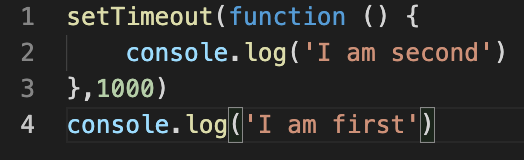 1 setTimeout(function () {
2     console.log('I am second')
3 },1000)
4 console.log('I am first')